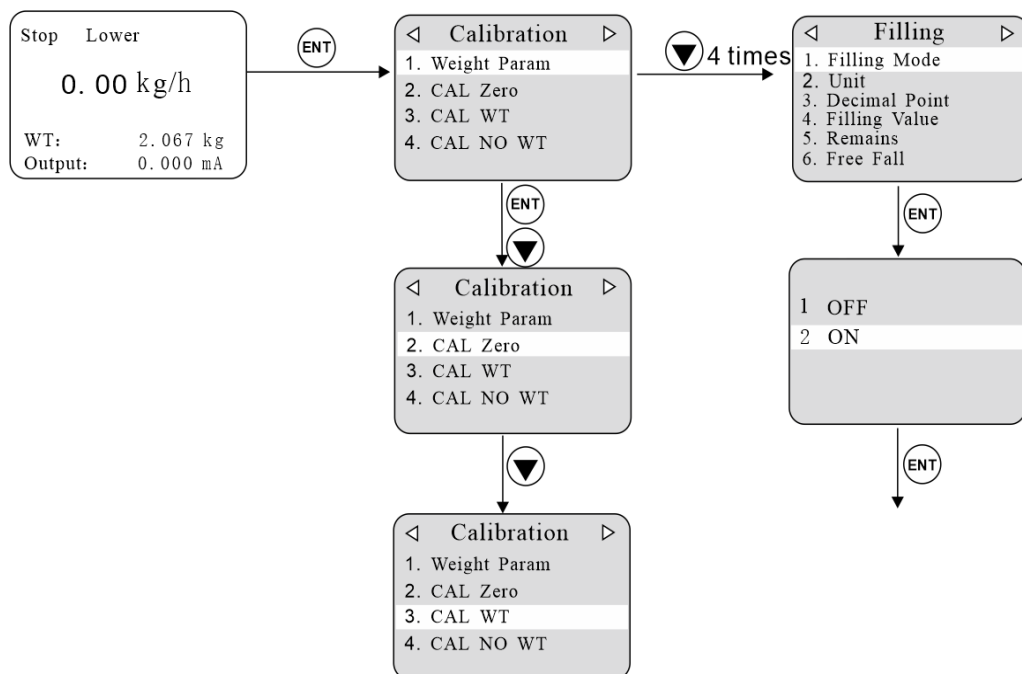 Stop Lower
0.00 kg/h
WT: 2.067 kg
Output: 0.000 mA
ENT
Calibration
1. Weight Param
2. CAL Zero
3. CAL WT
4. CAL NO WT
4 times
Filling
1. Filling Mode
2. Unit
3. Decimal Point
4. Filling Value
5. Remains
6. Free Fall
ENT
ENT
Calibration
1. Weight Param
2. CAL Zero
3. CAL WT
4. CAL NO WT
1 OFF
2 ON
ENT
Calibration
1. Weight Param
2. CAL Zero
3. CAL WT
4. CAL NO WT